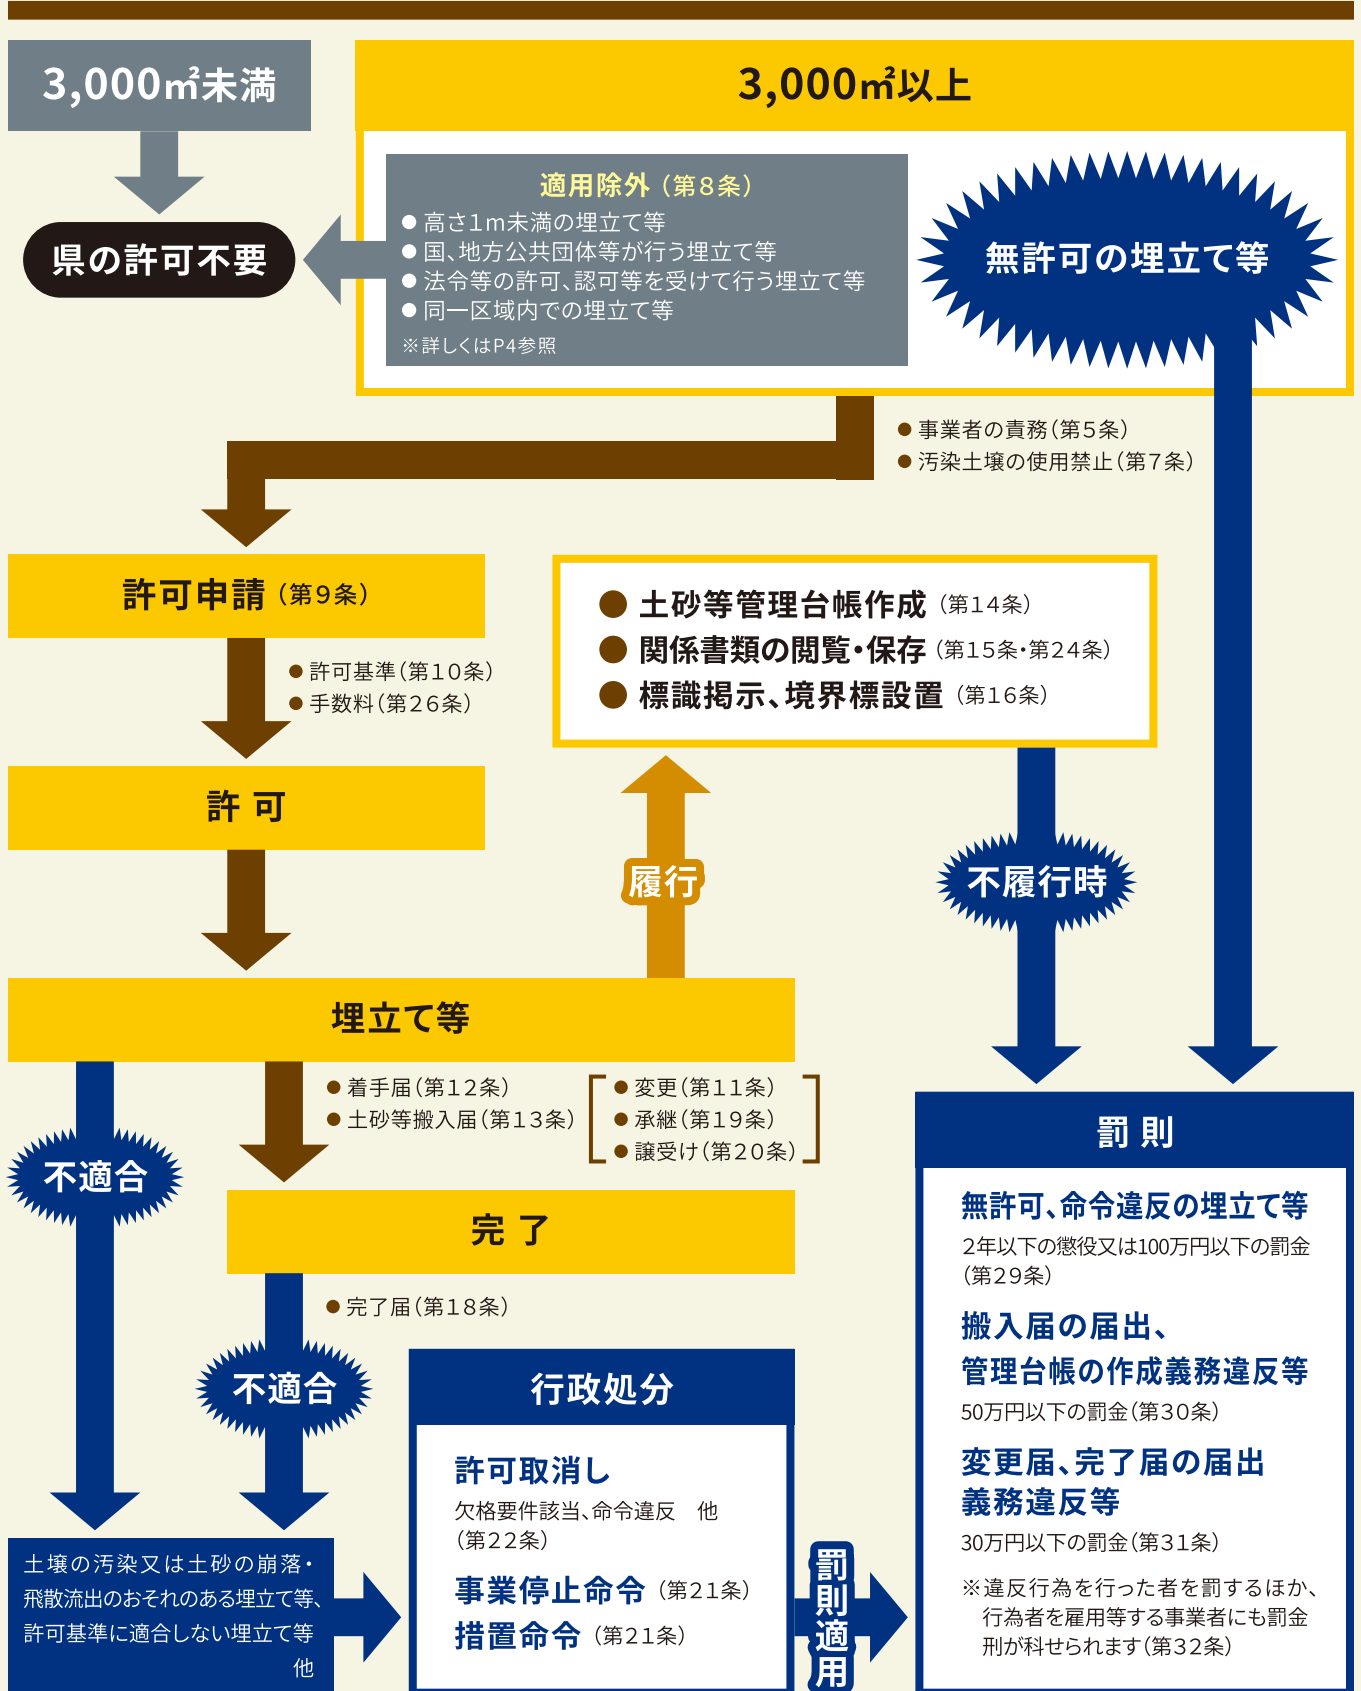 3,000㎡未満
3,000㎡以上
適用除外（第８条）
● 高さ１ｍ未満の埋立て等
● 国、地方公共団体等が行う埋立て等
● 法令等の許可、認可等を受けて行う埋立て等
● 同一区域内での埋立て等
※詳しくはP4参照
県の許可不要
無許可の埋立て等
● 事業者の責務（第５条）
● 汚染土壌の使用禁止（第７条）
許可申請（第９条）
● 許可基準（第１０条）
● 手数料（第２６条）
● 土砂等管理台帳作成（第１４条）
● 関係書類の閲覧・保存（第１５条・第２４条）
● 標識掲示、境界標設置（第１６条）
許 可
履行
不履行時
埋立て等
● 着手届（第１２条）
● 土砂等搬入届（第１３条）
● 変更（第１１条）
● 承継（第１９条）
● 譲受け（第２０条）
不適合
完 了
● 完了届（第１８条）
不適合
土壌の汚染又は土砂の崩落・
飛散流出のおそれのある埋立て等、
許可基準に適合しない埋立て等
他
行政処分
許可取消し
欠格要件該当、命令違反　他
（第２２条）
事業停止命令（第２１条）
措置命令（第２１条）
罰則適用
罰 則
無許可、命令違反の埋立て等
２年以下の懲役又は100万円以下の罰金
（第２９条）
搬入届の届出、
管理台帳の作成義務違反等
50万円以下の罰金（第３０条）
変更届、完了届の届出
義務違反等
30万円以下の罰金（第３１条）
※違反行為を行った者を罰するほか、
行為者を雇用等する事業者にも罰金
刑が科せられます（第３２条）